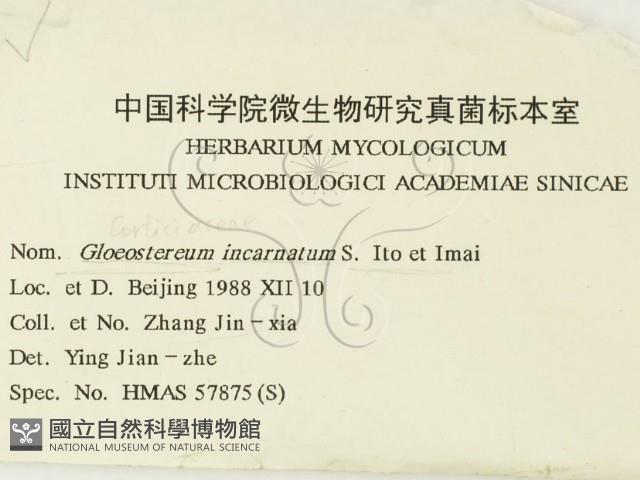 中国科学院微生物研究真菌标本室
HERBARIUM MYCOLOGICUM
INSTITUTI MICROBIOLOGICI ACADEMIAE SINICAE
Corticiaceae
Nom. Gloeostereum incarnatum S. Ito et Imai
Loc. et D. Beijing 1988 XII 10
Coll. et No. Zhang Jin-xia
Det. Ying Jian-zhe
Spec. No. HMAS 57875(S)
國立自然科學博物館
NATIONAL MUSEUM OF NATURAL SCIENCE